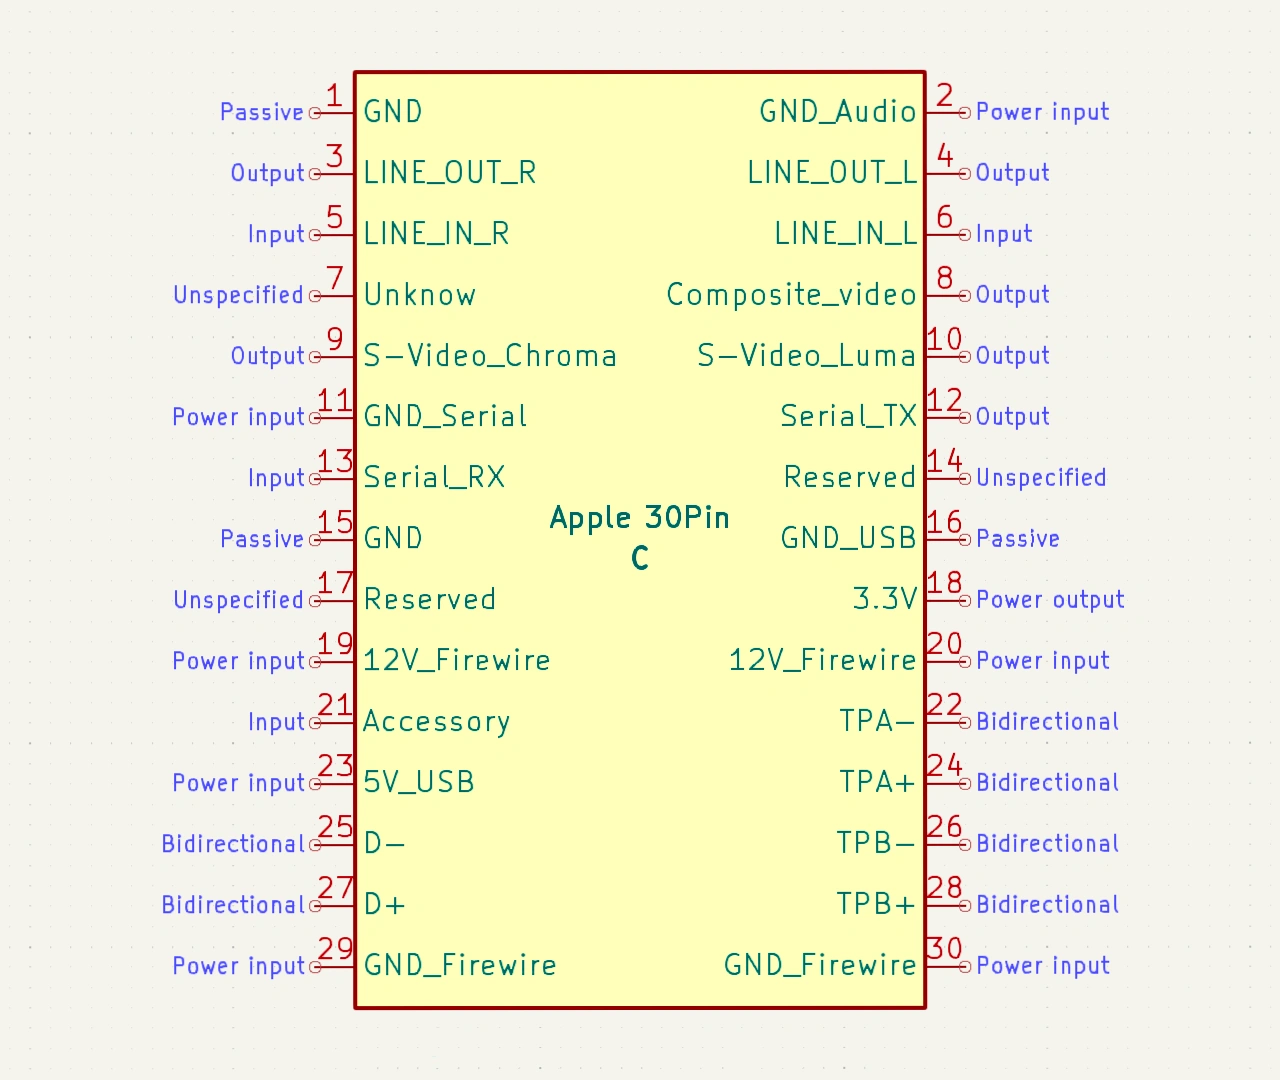 1 2
Passive GND GND_Audio Power input
3 4
Output LINE_OUT_R LINE_OUT_L Output
5 6
Input LINE_IN_R LINE_IN_L Input
7 8
Unspecified Unknow Composite_video Output
9 10
Output S-Video_Chroma S-Video_Luma Output
11 12
Power input GND_Serial Serial_TX Output
13 14
Input Serial_RX Reserved Unspecified
Apple 30Pin
15 16
Passive GND GND_USB Passive
C
17 18
Unspecified Reserved 3.3V Power output
19 20
Power input 12V_Firewire 12V_Firewire Power input
21 22
Input Accessory TPA- Bidirectional
23 24
Power input 5V_USB TPA+ Bidirectional
25 26
Bidirectional D- TPB- Bidirectional
27 28
Bidirectional D+ TPB+ Bidirectional
29 30
Power input GND_Firewire GND_Firewire Power input